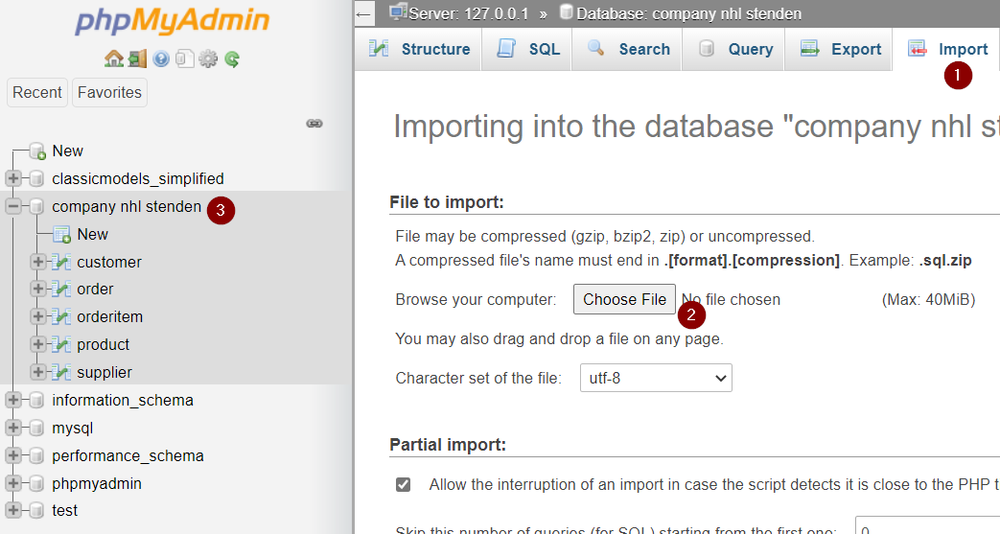 phpMyAdmin
Recent Favorites
New
classicmodels_simplified
company nhl stenden 3
New
customer
order
orderitem
product
supplier
information_schema
mysql
performance_schema
phpmyadmin
test
Server: 127.0.0.1 » Database: company nhl stenden
Structure SQL Search Query Export Import
1
Importing into the database "company nhl st
File to import:
File may be compressed (gzip, bzip2, zip) or uncompressed.
A compressed file's name must end in .[format].[compression]. Example: .sql.zip
Browse your computer: Choose File No file chosen (Max: 40MiB)
2
You may also drag and drop a file on any page.
Character set of the file: utf-8
Partial import:
Allow the interruption of an import in case the script detects it is close to the PHP t
Skip this number of queries (for SQL) starting from the first one: 0